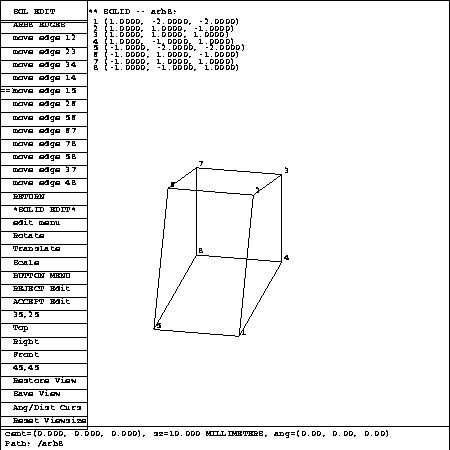 SOL EDIT
ARB8 EDGES
move edge 12
move edge 23
move edge 34
move edge 14
==move edge 15
move edge 26
move edge 56
move edge 67
move edge 78
move edge 58
move edge 37
move edge 48
RETURN
*SOLID EDIT*
edit menu
Rotate
Translate
Scale
BUTTON MENU
REJECT Edit
ACCEPT Edit
35,25
Top
Right
Front
45,45
Restore View
Save View
Ang/Dist Curs
Reset Viewsize
** SOLID -- arb8:
1 (1.0000, -2.0000, -2.0000)
2 (1.0000, 1.0000, -1.0000)
3 (1.0000, 1.0000, 1.0000)
4 (1.0000, -1.0000, 1.0000)
5 (-1.0000, -2.0000, -2.0000)
6 (-1.0000, 1.0000, -1.0000)
7 (-1.0000, 1.0000, 1.0000)
8 (-1.0000, -1.0000, 1.0000)
7
3
6
2
8
4
5
1
cent=(0.000, 0.000, 0.000), sz=10.000 MILLIMETERS, ang=(0.00, 0.00, 0.00)
Path: /arb8